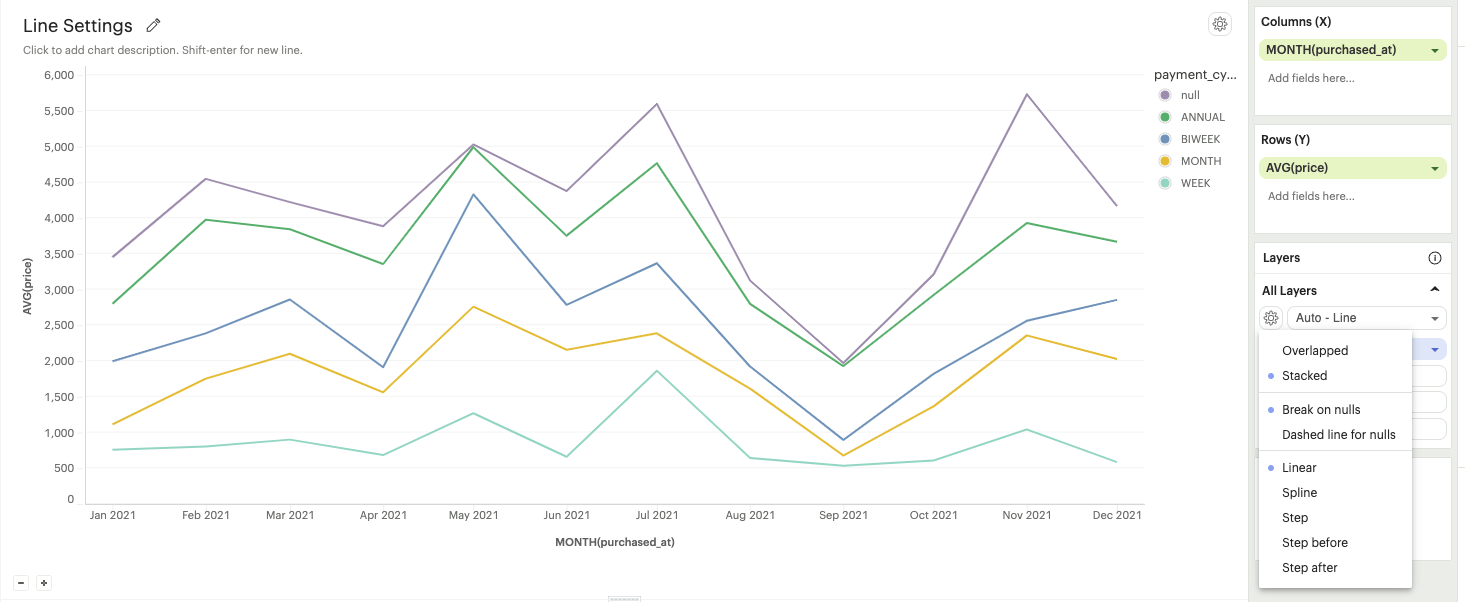 Line Settings
Click to add chart description. Shift-enter for new line.
6,000
5,500
5,000
4,500
4,000
3,500
3,000
2,500
2,000
1,500
1,000
500
0
AVG(price)
Jan 2021 Feb 2021 Mar 2021 Apr 2021 May 2021 Jun 2021 Jul 2021 Aug 2021 Sep 2021 Oct 2021 Nov 2021 Dec 2021
MONTH(purchased_at)
payment_cy...
null
ANNUAL
BIWEEK
MONTH
WEEK
Columns (X)
MONTH(purchased_at)
Add fields here...
Rows (Y)
AVG(price)
Add fields here...
Layers
All Layers
Auto - Line
Overlapped
Stacked
Break on nulls
Dashed line for nulls
Linear
Spline
Step
Step before
Step after